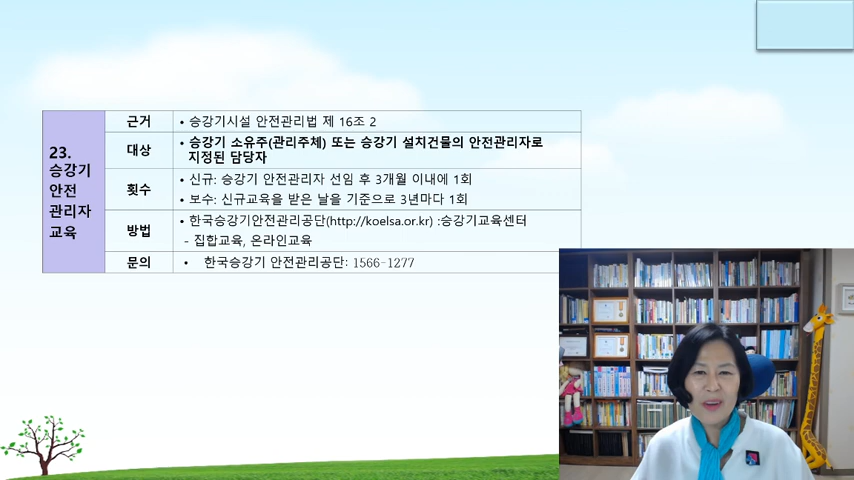 23.
승강기
안전
관리자
교육
근거
• 승강기시설 안전관리법 제 16조 2
대상
• 승강기 소유주(관리주체) 또는 승강기 설치건물의 안전관리자로
지정된 담당자
횟수
• 신규: 승강기 안전관리자 선임 후 3개월 이내에 1회
• 보수: 신규교육을 받은 날을 기준으로 3년마다 1회
방법
• 한국승강기안전관리공단(http://koelsa.or.kr) :승강기교육센터
- 집합교육, 온라인교육
문의
• 한국승강기 안전관리공단: 1566-1277